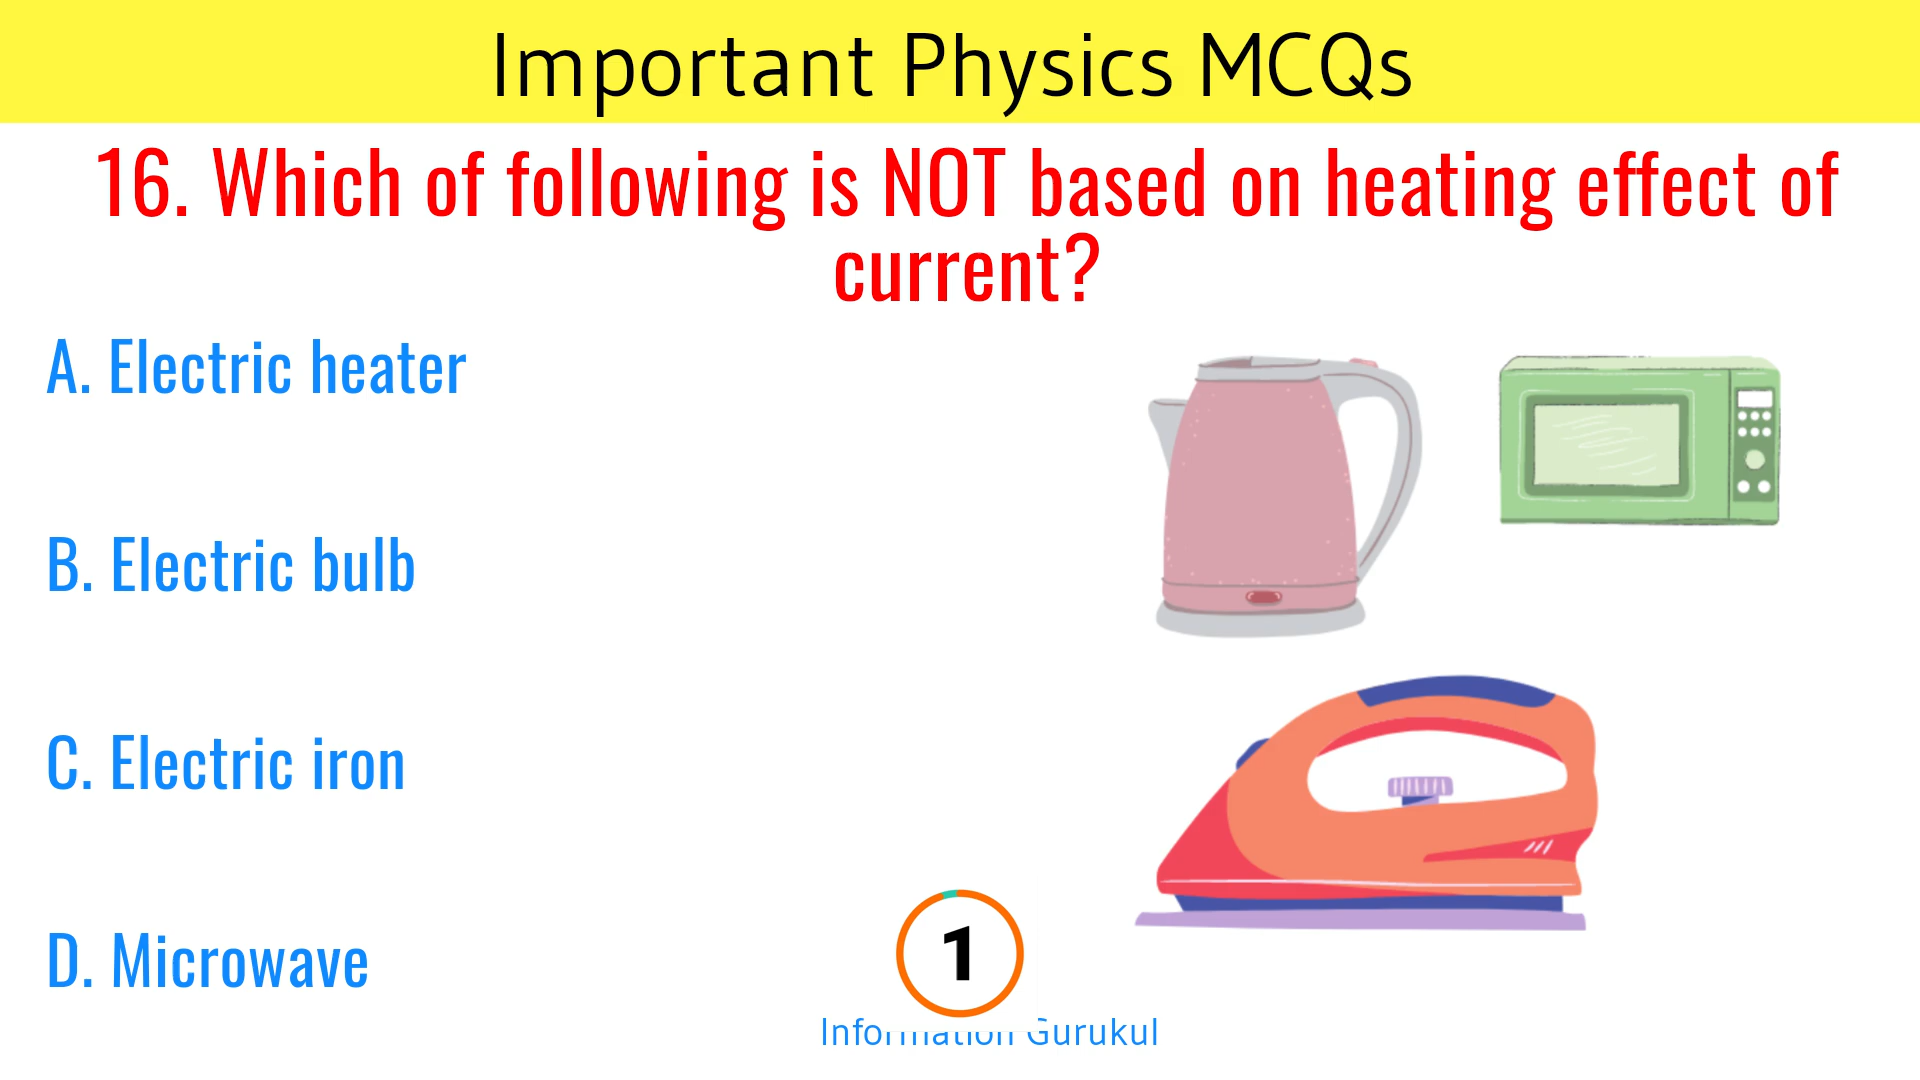 Important Physics MCQs
16. Which of following is NOT based on heating effect of
current?
A. Electric heater
B. Electric bulb
C. Electric iron
D. Microwave
1
Information Gurukul